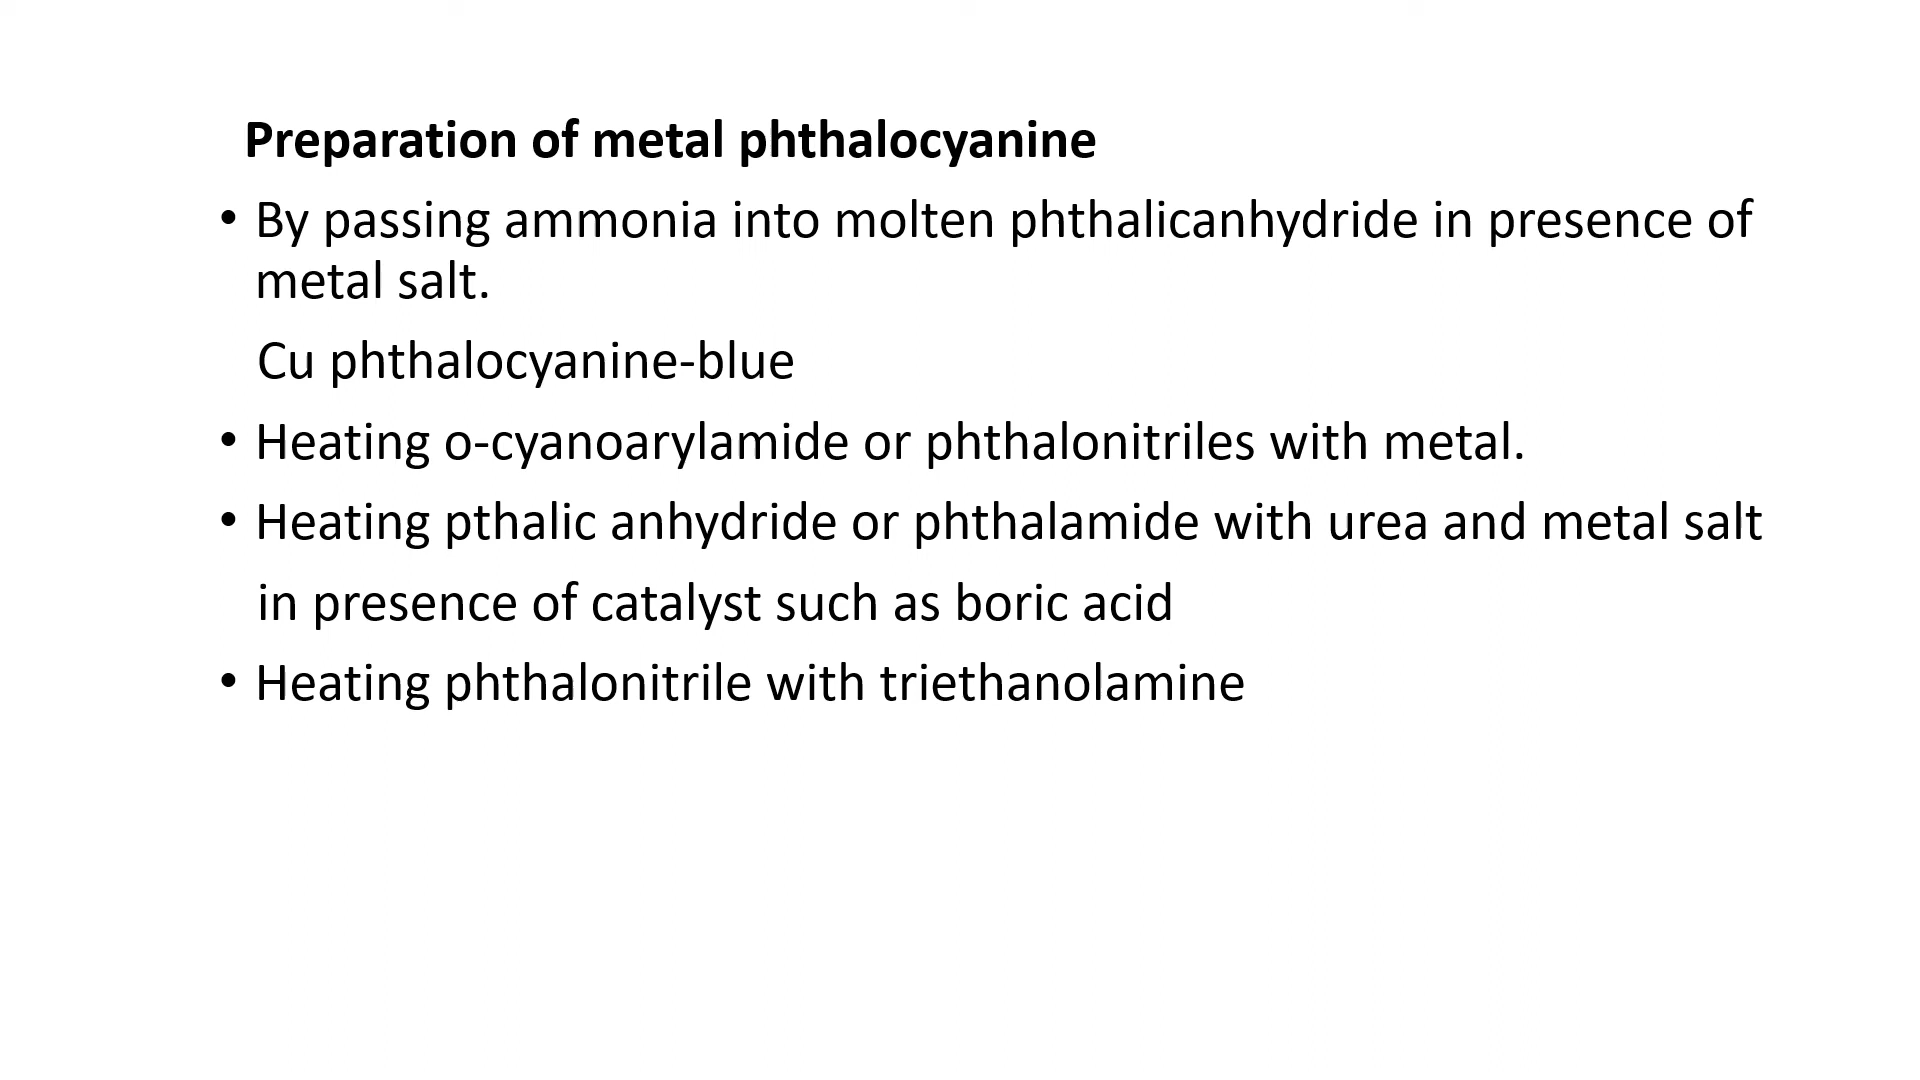 Preparation of metal phthalocyanine
• By passing ammonia into molten phthalicanhydride in presence of
metal salt.
Cu phthalocyanine-blue
• Heating o-cyanoarylamide or phthalonitriles with metal.
• Heating pthalic anhydride or phthalamide with urea and metal salt
in presence of catalyst such as boric acid
• Heating phthalonitrile with triethanolamine